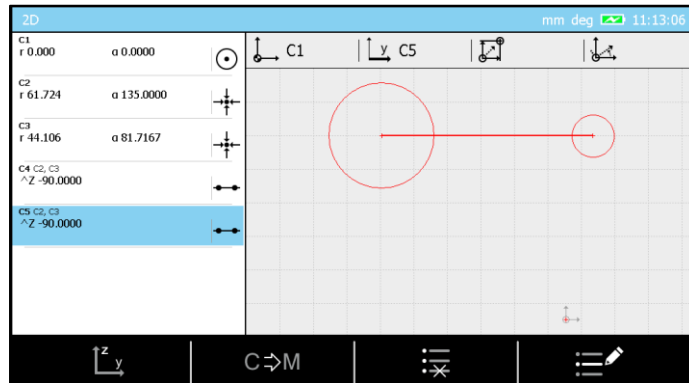 2D
mm deg 11:13:06
C1
r 0.000 α 0.0000
C2
r 61.724 α 135.0000
C3
r 44.106 α 81.7167
C4 C2, C3
^Z -90.0000
C5 C2, C3
^Z -90.0000
C1
y C5
z y
C⇨M